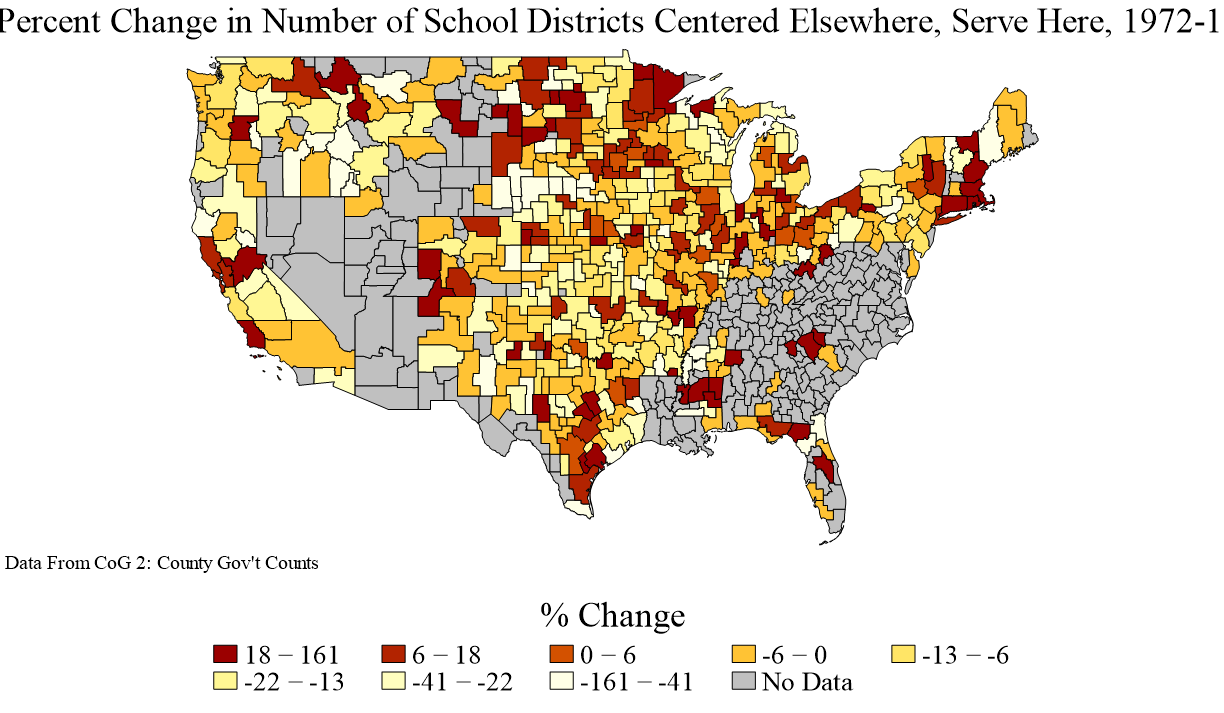 Percent Change in Number of School Districts Centered Elsewhere, Serve Here, 1972-1
Data From CoG 2: County Gov't Counts
% Change
18 − 161
6 − 18
0 − 6
-6 − 0
-13 − -6
-22 − -13
-41 − -22
-161 − -41
No Data